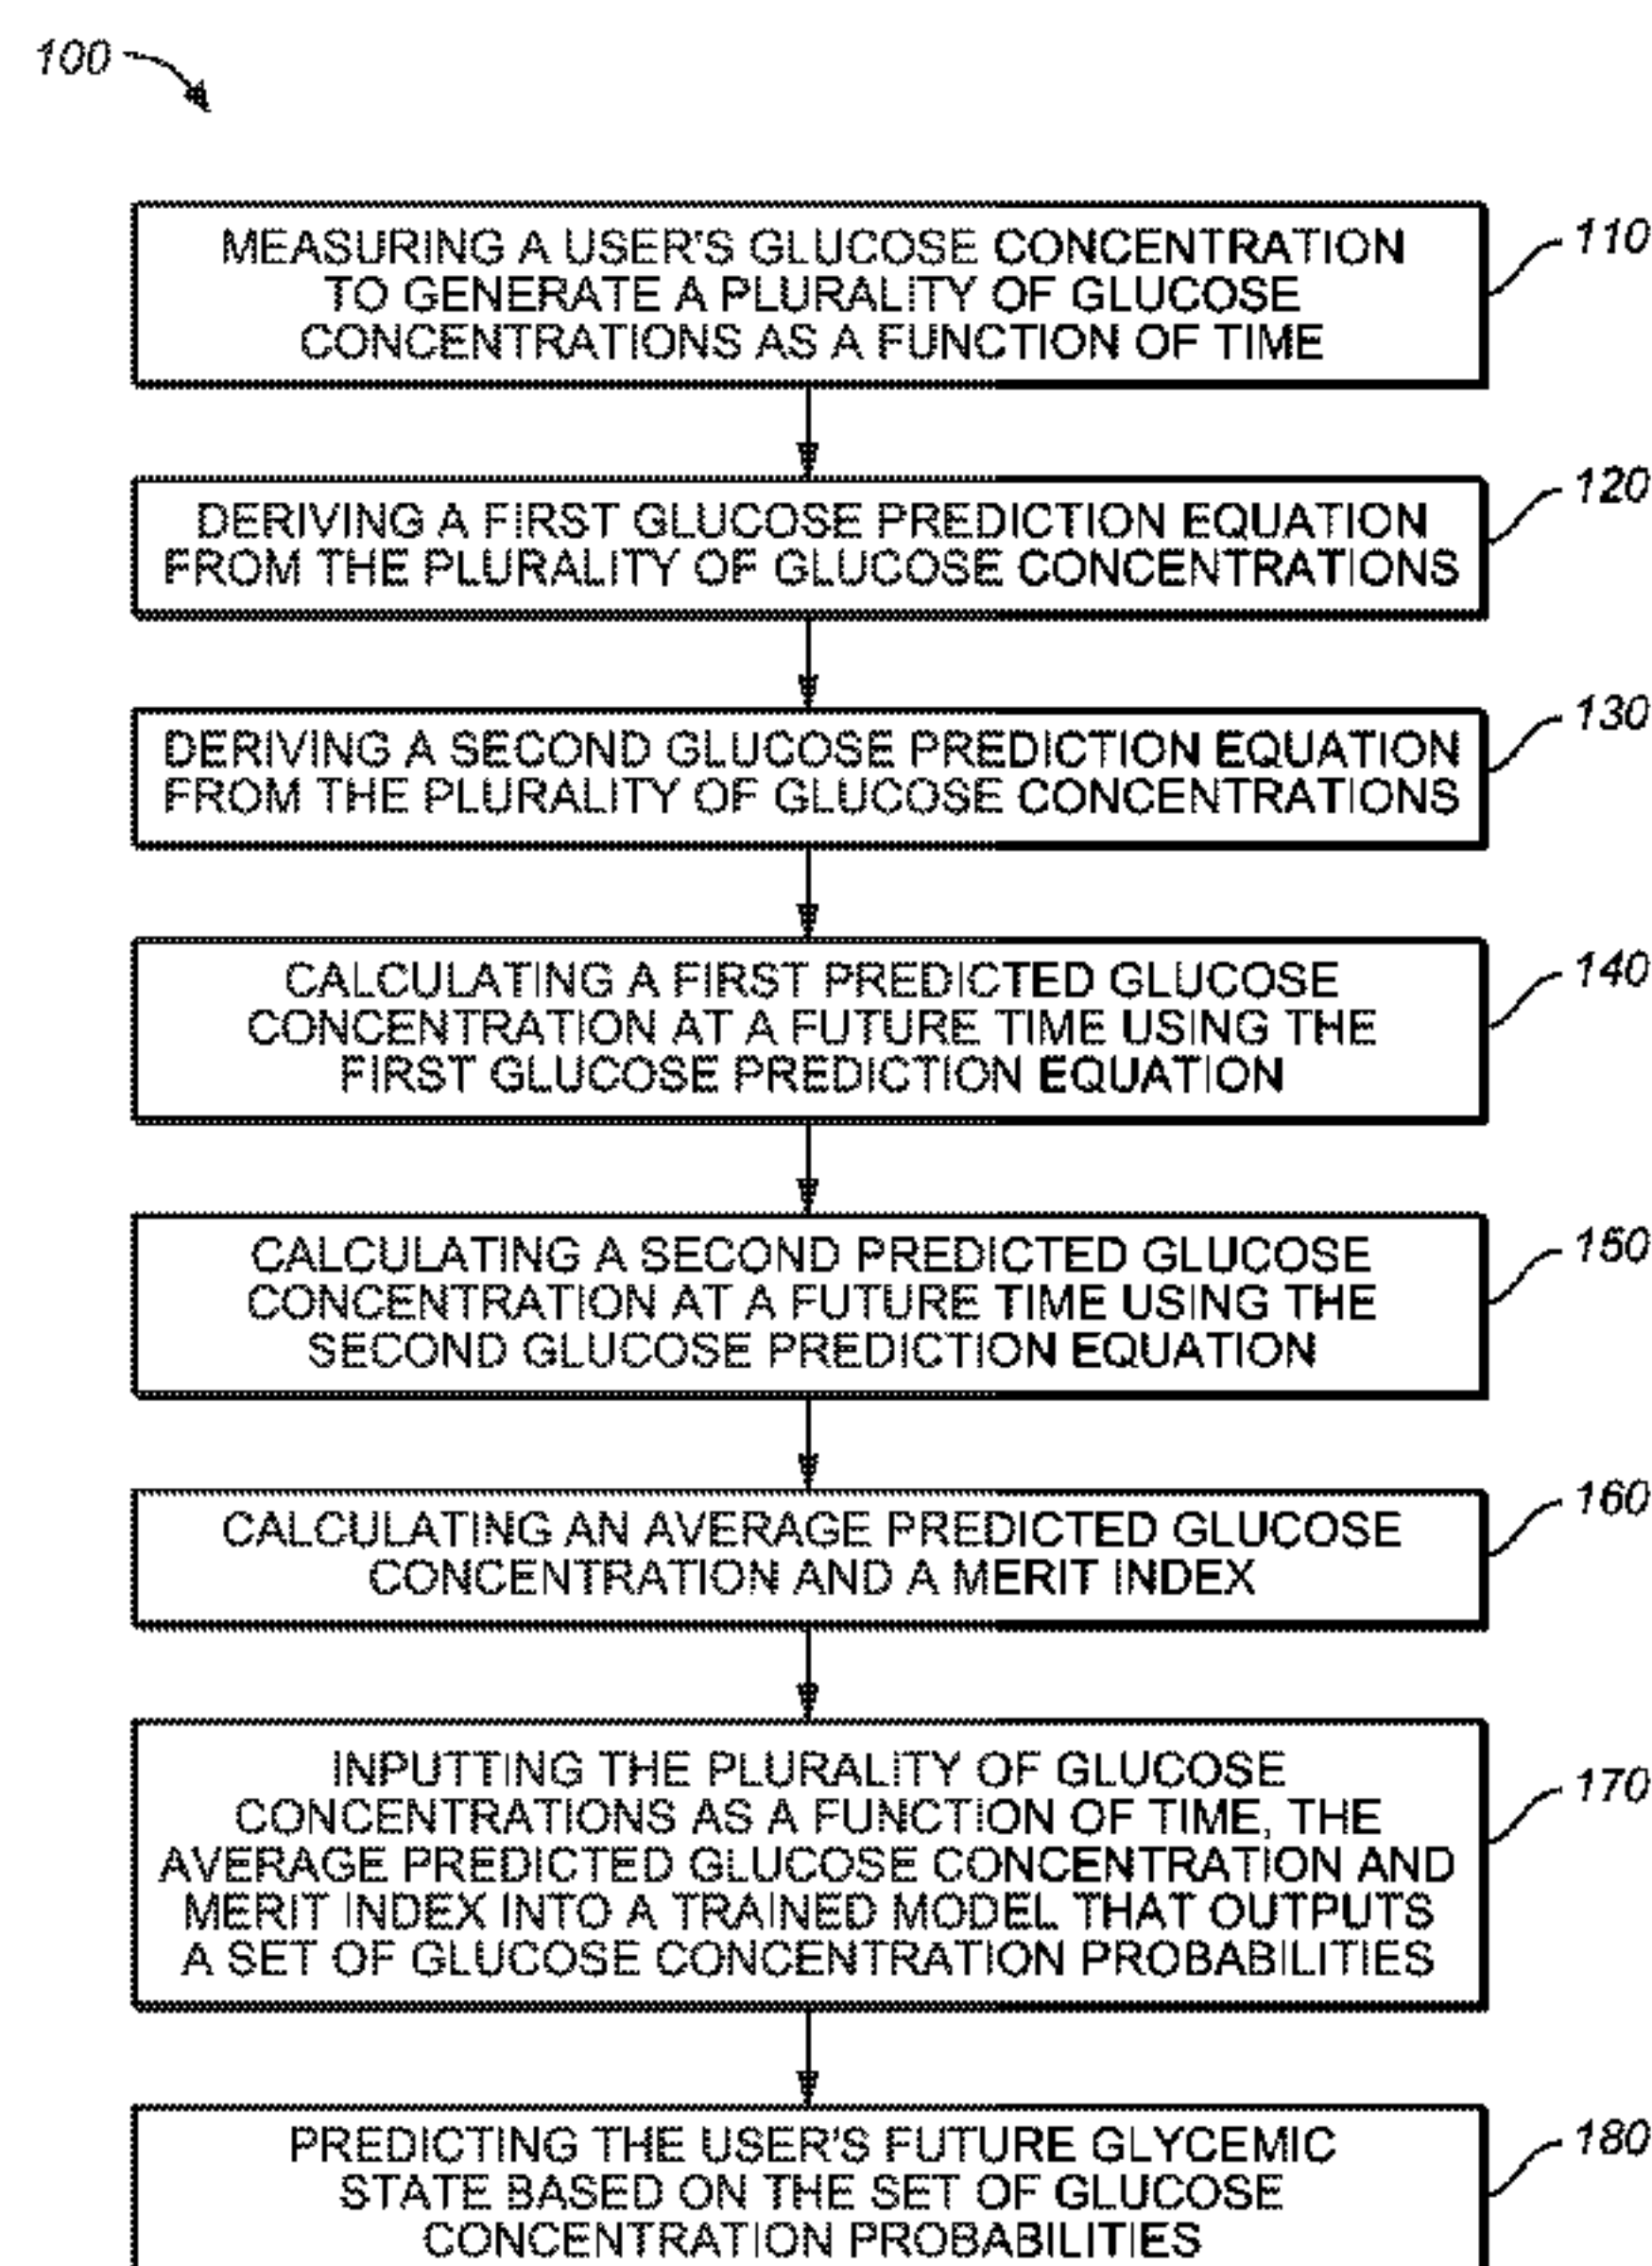 100
MEASURING A USER'S GLUCOSE CONCENTRATION
TO GENERATE A PLURALITY OF GLUCOSE
CONCENTRATIONS AS A FUNCTION OF TIME
110
DERIVING A FIRST GLUCOSE PREDICTION EQUATION
FROM THE PLURALITY OF GLUCOSE CONCENTRATIONS
120
DERIVING A SECOND GLUCOSE PREDICTION EQUATION
FROM THE PLURALITY OF GLUCOSE CONCENTRATIONS
130
CALCULATING A FIRST PREDICTED GLUCOSE
CONCENTRATION AT A FUTURE TIME USING THE
FIRST GLUCOSE PREDICTION EQUATION
140
CALCULATING A SECOND PREDICTED GLUCOSE
CONCENTRATION AT A FUTURE TIME USING THE
SECOND GLUCOSE PREDICTION EQUATION
150
CALCULATING AN AVERAGE PREDICTED GLUCOSE
CONCENTRATION AND A MERIT INDEX
160
INPUTTING THE PLURALITY OF GLUCOSE
CONCENTRATIONS AS A FUNCTION OF TIME, THE
AVERAGE PREDICTED GLUCOSE CONCENTRATION AND
MERIT INDEX INTO A TRAINED MODEL THAT OUTPUTS
A SET OF GLUCOSE CONCENTRATION PROBABILITIES
170
PREDICTING THE USER'S FUTURE GLYCEMIC
STATE BASED ON THE SET OF GLUCOSE
CONCENTRATION PROBABILITIES
180